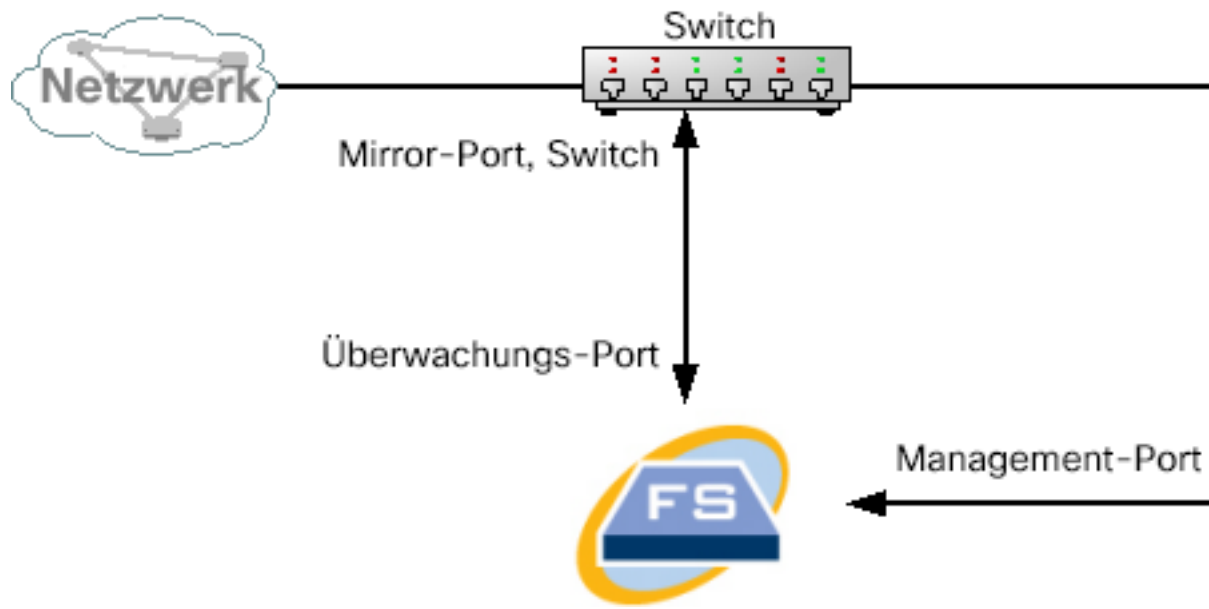 Switch
Netzwerk
Mirror-Port, Switch
Überwachungs-Port
Management-Port
FS